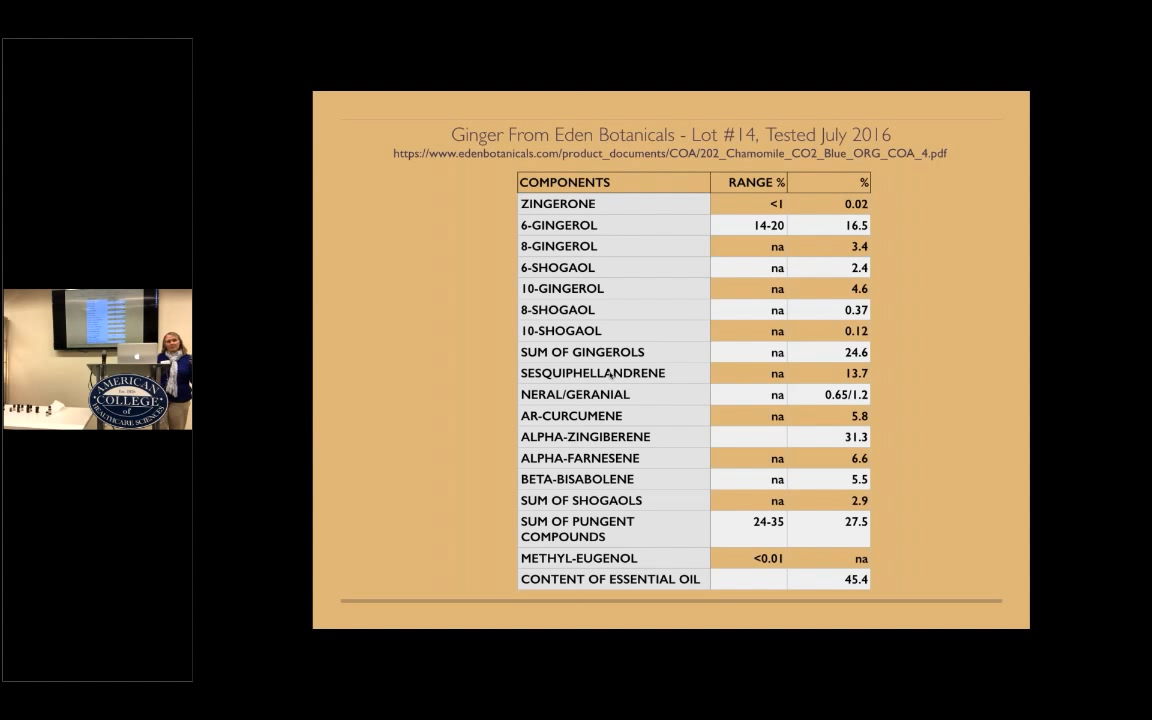 Ginger From Eden Botanicals - Lot #14, Tested July 2016
https://www.edenbotanicals.com/product_documents/COA/202_Chamomile_CO2_Blue_ORG_COA_4.pdf
COMPONENTS RANGE % %
ZINGERONE <1 0.02
6-GINGEROL 14-20 16.5
8-GINGEROL na 3.4
6-SHOGAOL na 2.4
10-GINGEROL na 4.6
8-SHOGAOL na 0.37
10-SHOGAOL na 0.12
SUM OF GINGEROLS na 24.6
SESQUIPHELLANDRENE na 13.7
NERAL/GERANIAL na 0.65/1.2
AR-CURCUMENE na 5.8
ALPHA-ZINGIBERENE 31.3
ALPHA-FARNESENE na 6.6
BETA-BISABOLENE na 5.5
SUM OF SHOGAOLS na 2.9
SUM OF PUNGENT 24-35 27.5
COMPOUNDS
METHYL-EUGENOL <0.01 na
CONTENT OF ESSENTIAL OIL 45.4
AMERICAN
COLLEGE
of
HEALTHCARE SCIENCES